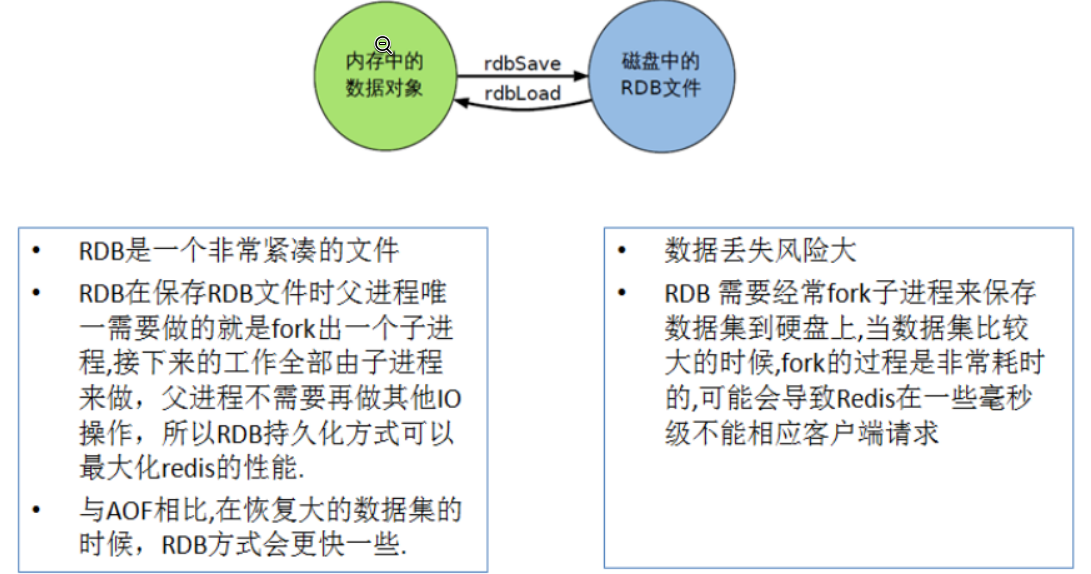 内存中的
数据对象
rdbSave
rdbLoad
磁盘中的
RDB文件
• RDB是一个非常紧凑的文件
• RDB在保存RDB文件时父进程唯
一需要做的就是fork出一个子进
程,接下来的工作全部由子进程
来做，父进程不需要再做其他IO
操作，所以RDB持久化方式可以
最大化redis的性能.
• 与AOF相比,在恢复大的数据集的
时候，RDB方式会更快一些.
• 数据丢失风险大
• RDB 需要经常fork子进程来保存
数据集到硬盘上,当数据集比较
大的时候,fork的过程是非常耗时
的,可能会导致Redis在一些毫秒
级不能相应客户端请求